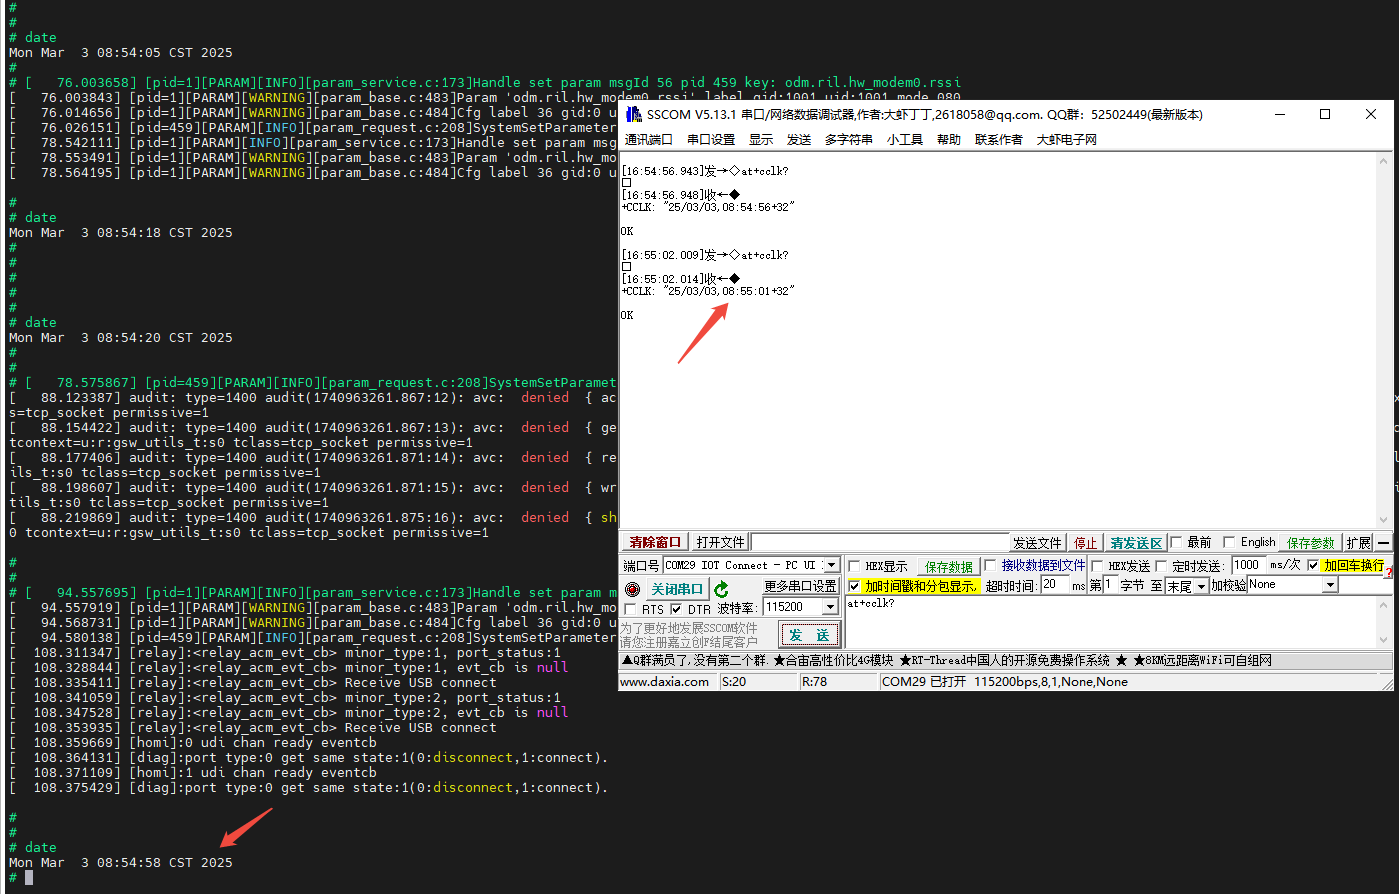 #
#
# date
Mon Mar  3 08:54:05 CST 2025
#
# [   76.003658] [pid=1][PARAM][INFO][param_service.c:173]Handle set param msgId 56 pid 459 key: odm.ril.hw_modem0.rssi
[   76.003843] [pid=1][PARAM][WARNING][param_base.c:483]Param 'odm.ril.hw_modem0.rssi' label gid:1001 uid:1001 mode 080
[   76.014656] [pid=1][PARAM][WARNING][param_base.c:484]Cfg label 36 gid:0 u
[   76.026151] [pid=459][PARAM][INFO][param_request.c:208]SystemSetParameter
[   78.542111] [pid=1][PARAM][INFO][param_service.c:173]Handle set param msg
[   78.553491] [pid=1][PARAM][WARNING][param_base.c:483]Param 'odm.ril.hw_mo
[   78.564195] [pid=1][PARAM][WARNING][param_base.c:484]Cfg label 36 gid:0 u
#
# date
Mon Mar  3 08:54:18 CST 2025
#
#
#
#
#
# date
Mon Mar  3 08:54:20 CST 2025
#
#
# [   78.575867] [pid=459][PARAM][INFO][param_request.c:208]SystemSetParamet
[   88.123387] audit: type=1400 audit(1740963261.867:12): avc:  denied  { ac
s=tcp_socket permissive=1
[   88.154422] audit: type=1400 audit(1740963261.867:13): avc:  denied  { ge
tcontext=u:r:gsw_utils_t:s0 tclass=tcp_socket permissive=1
[   88.177406] audit: type=1400 audit(1740963261.871:14): avc:  denied  { re
ils_t:s0 tclass=tcp_socket permissive=1
[   88.198607] audit: type=1400 audit(1740963261.871:15): avc:  denied  { wr
tils_t:s0 tclass=tcp_socket permissive=1
[   88.219869] audit: type=1400 audit(1740963261.875:16): avc:  denied  { sh
0 tcontext=u:r:gsw_utils_t:s0 tclass=tcp_socket permissive=1
#
#
# [   94.557695] [pid=1][PARAM][INFO][param_service.c:173]Handle set param msg
[   94.557919] [pid=1][PARAM][WARNING][param_base.c:483]Param 'odm.ril.hw_mo
[   94.568731] [pid=1][PARAM][WARNING][param_base.c:484]Cfg label 36 gid:0 u
[   94.580138] [pid=459][PARAM][INFO][param_request.c:208]SystemSetParameter
[  108.311347] [relay]:<relay_acm_evt_cb> minor_type:1, port_status:1
[  108.328844] [relay]:<relay_acm_evt_cb> minor_type:1, evt_cb is null
[  108.335411] [relay]:<relay_acm_evt_cb> Receive USB connect
[  108.341059] [relay]:<relay_acm_evt_cb> minor_type:2, port_status:1
[  108.347528] [relay]:<relay_acm_evt_cb> minor_type:2, evt_cb is null
[  108.353935] [relay]:<relay_acm_evt_cb> Receive USB connect
[  108.359669] [homi]:0 udi chan ready eventcb
[  108.364131] [diag]:port type:0 get same state:1(0:disconnect,1:connect).
[  108.371109] [homi]:1 udi chan ready eventcb
[  108.375429] [diag]:port type:0 get same state:1(0:disconnect,1:connect).
#
#
# date
Mon Mar  3 08:54:58 CST 2025
#
SSCOM V5.13.1 串口/网络数据调试器,作者:大虾丁丁,2618058@qq.com. QQ群：52502449(最新版本)
通讯端口 串口设置 显示 发送 多字符串 小工具 帮助 联系作者 大虾电子网
[16:54:56.943]发→◇at+cclk?
□
[16:54:56.948]收←◆
+CCLK: "25/03/03,08:54:56+32"
OK
[16:55:02.009]发→◇at+cclk?
□
[16:55:02.014]收←◆
+CCLK: "25/03/03,08:55:01+32"
OK
清除窗口 打开文件 发送文件 停止 清发送区 最前 English 保存参数 扩展 —
端口号 COM29 IOT Connect - PC UI HEX显示 保存数据 接收数据到文件 HEX发送 定时发送: 1000 ms/次 加回车换行
关闭串口 更多串口设置 加时间戳和分包显示, 超时时间: 20 ms 第 1 字节 至 末尾 加校验 None ?
RTS DTR 波特率: 115200 at+cclk?
为了更好地发展SSCOM软件
请您注册嘉立创F结尾客户
发 送
▲Q群满员了,没有第二个群. ★合宙高性价比4G模块 ★RT-Thread中国人的开源免费操作系统 ★ ★8KM远距离WiFi可自组网
www.daxia.com S:20 R:78 COM29 已打开 115200bps,8,1,None,None